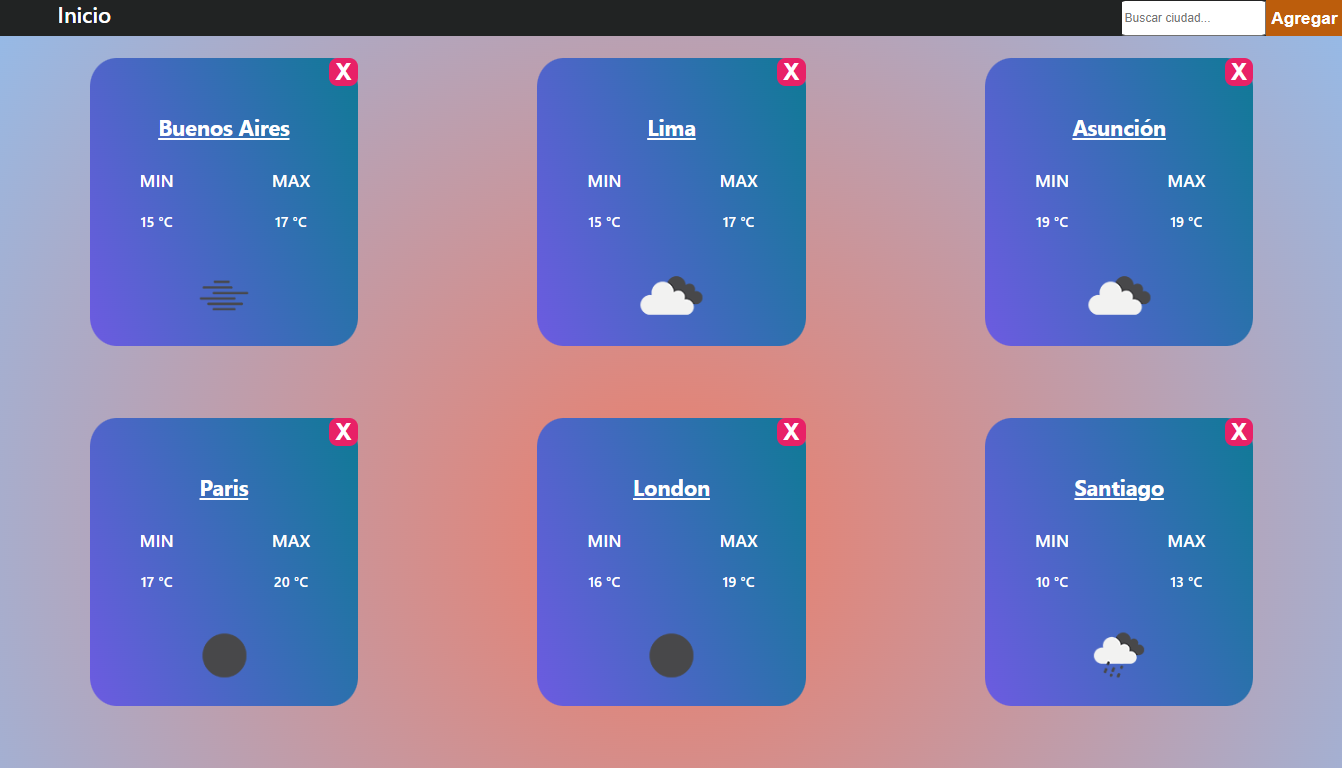 Inicio
Buscar ciudad...
Agregar
X
X
X
Buenos Aires
Lima
Asunción
MIN MAX
MIN MAX
MIN MAX
15 °C 17 °C
15 °C 17 °C
19 °C 19 °C
X
X
X
Paris
London
Santiago
MIN MAX
MIN MAX
MIN MAX
17 °C 20 °C
16 °C 19 °C
10 °C 13 °C